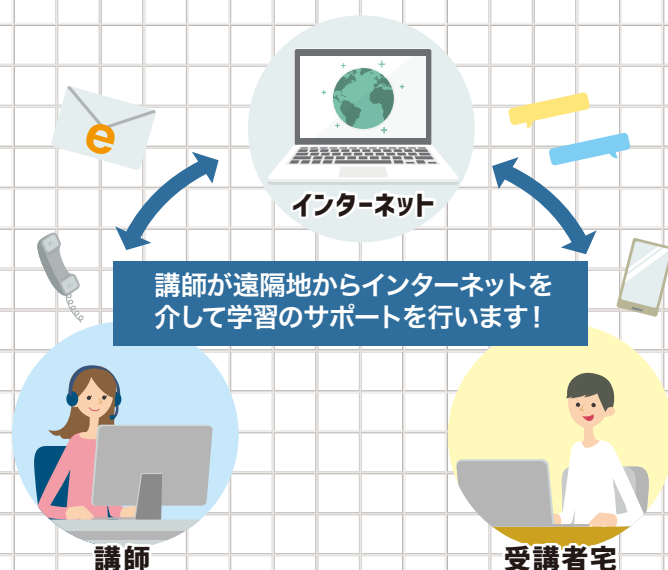 e
インターネット
講師が遠隔地からインターネットを
介して学習のサポートを行います!
講師
受講者宅